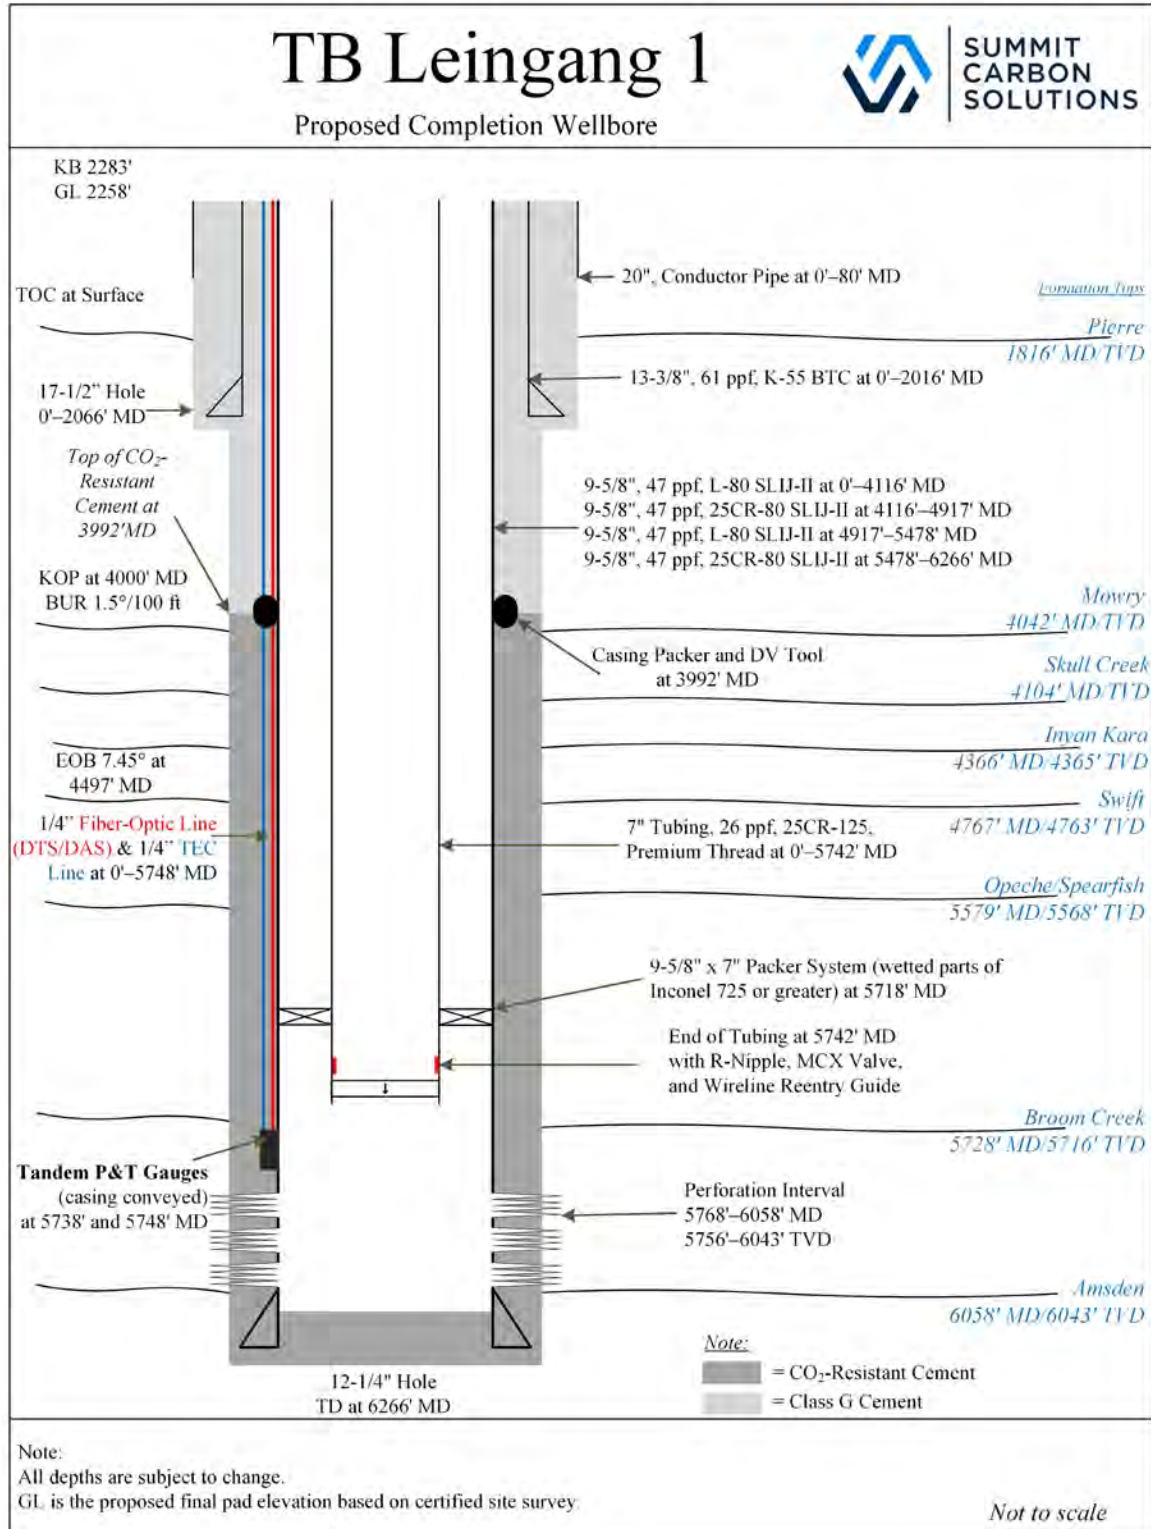 TB Leingang 1
Proposed Completion Wellbore
SUMMIT
CARBON
SOLUTIONS
KB 2283'
GL 2258'
20", Conductor Pipe at 0'–80' MD
TOC at Surface
Formation Tops
Pierre
1816' MD/TVD
13-3/8", 61 ppf, K-55 BTC at 0'–2016' MD
17-1/2” Hole
0'–2066' MD
Top of CO₂-
Resistant
Cement at
3992'MD
9-5/8", 47 ppf, L-80 SLIJ-II at 0'–4116' MD
9-5/8", 47 ppf, 25CR-80 SLIJ-II at 4116'–4917' MD
9-5/8", 47 ppf, L-80 SLIJ-II at 4917'–5478' MD
9-5/8", 47 ppf, 25CR-80 SLIJ-II at 5478'–6266' MD
KOP at 4000' MD
BUR 1.5°/100 ft
Mowry
4042' MD/TVD
Casing Packer and DV Tool
at 3992' MD
Skull Creek
4104' MD/TVD
Inyan Kara
4366' MD/4365' TVD
EOB 7.45° at
4497' MD
Swift
4767' MD/4763' TVD
1/4” Fiber-Optic Line
(DTS/DAS) & 1/4” TEC
Line at 0'–5748' MD
7" Tubing, 26 ppf, 25CR-125,
Premium Thread at 0'–5742' MD
Opeche/Spearfish
5579' MD/5568' TVD
9-5/8" x 7" Packer System (wetted parts of
Inconel 725 or greater) at 5718' MD
End of Tubing at 5742' MD
with R-Nipple, MCX Valve,
and Wireline Reentry Guide
Broom Creek
5728' MD/5716' TVD
Tandem P&T Gauges
(casing conveyed)
at 5738' and 5748' MD
Perforation Interval
5768'–6058' MD
5756'–6043' TVD
Amsden
6058' MD/6043' TVD
Note:
= CO₂-Resistant Cement
= Class G Cement
12-1/4" Hole
TD at 6266' MD
Note:
All depths are subject to change.
GL is the proposed final pad elevation based on certified site survey
Not to scale